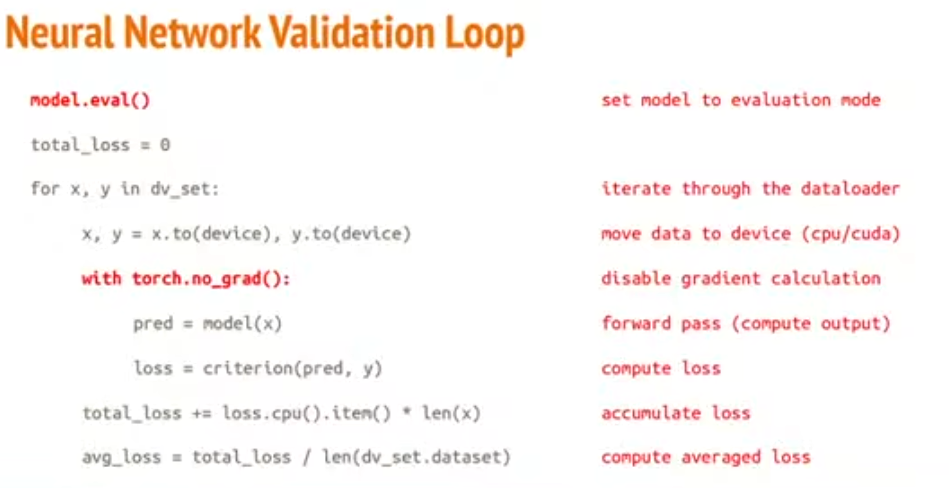 Neural Network Validation Loop
model.eval() set model to evaluation mode
total_loss = 0
for x, y in dv_set: iterate through the dataloader
x, y = x.to(device), y.to(device) move data to device (cpu/cuda)
with torch.no_grad(): disable gradient calculation
pred = model(x) forward pass (compute output)
loss = criterion(pred, y) compute loss
total_loss += loss.cpu().item() * len(x) accumulate loss
avg_loss = total_loss / len(dv_set.dataset) compute averaged loss